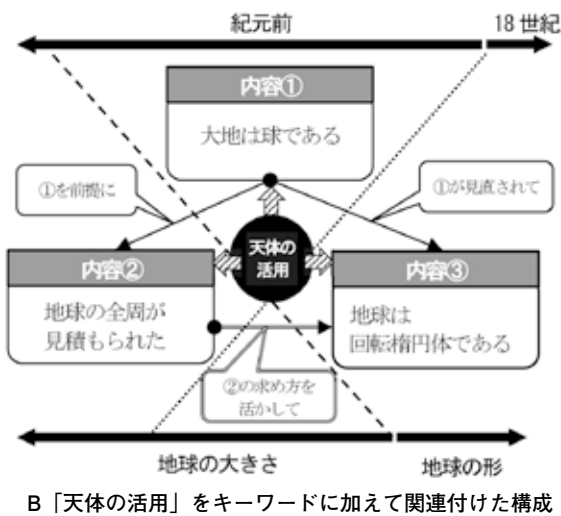 紀元前
18 世紀
内容①
大地は球である
①を前提に
①が見直されて
天体の
活用
内容②
地球の全周が
見積もられた
内容③
地球は
回転楕円体である
②の求め方を
活かして
地球の大きさ
地球の形
B「天体の活用」をキーワードに加えて関連付けた構成